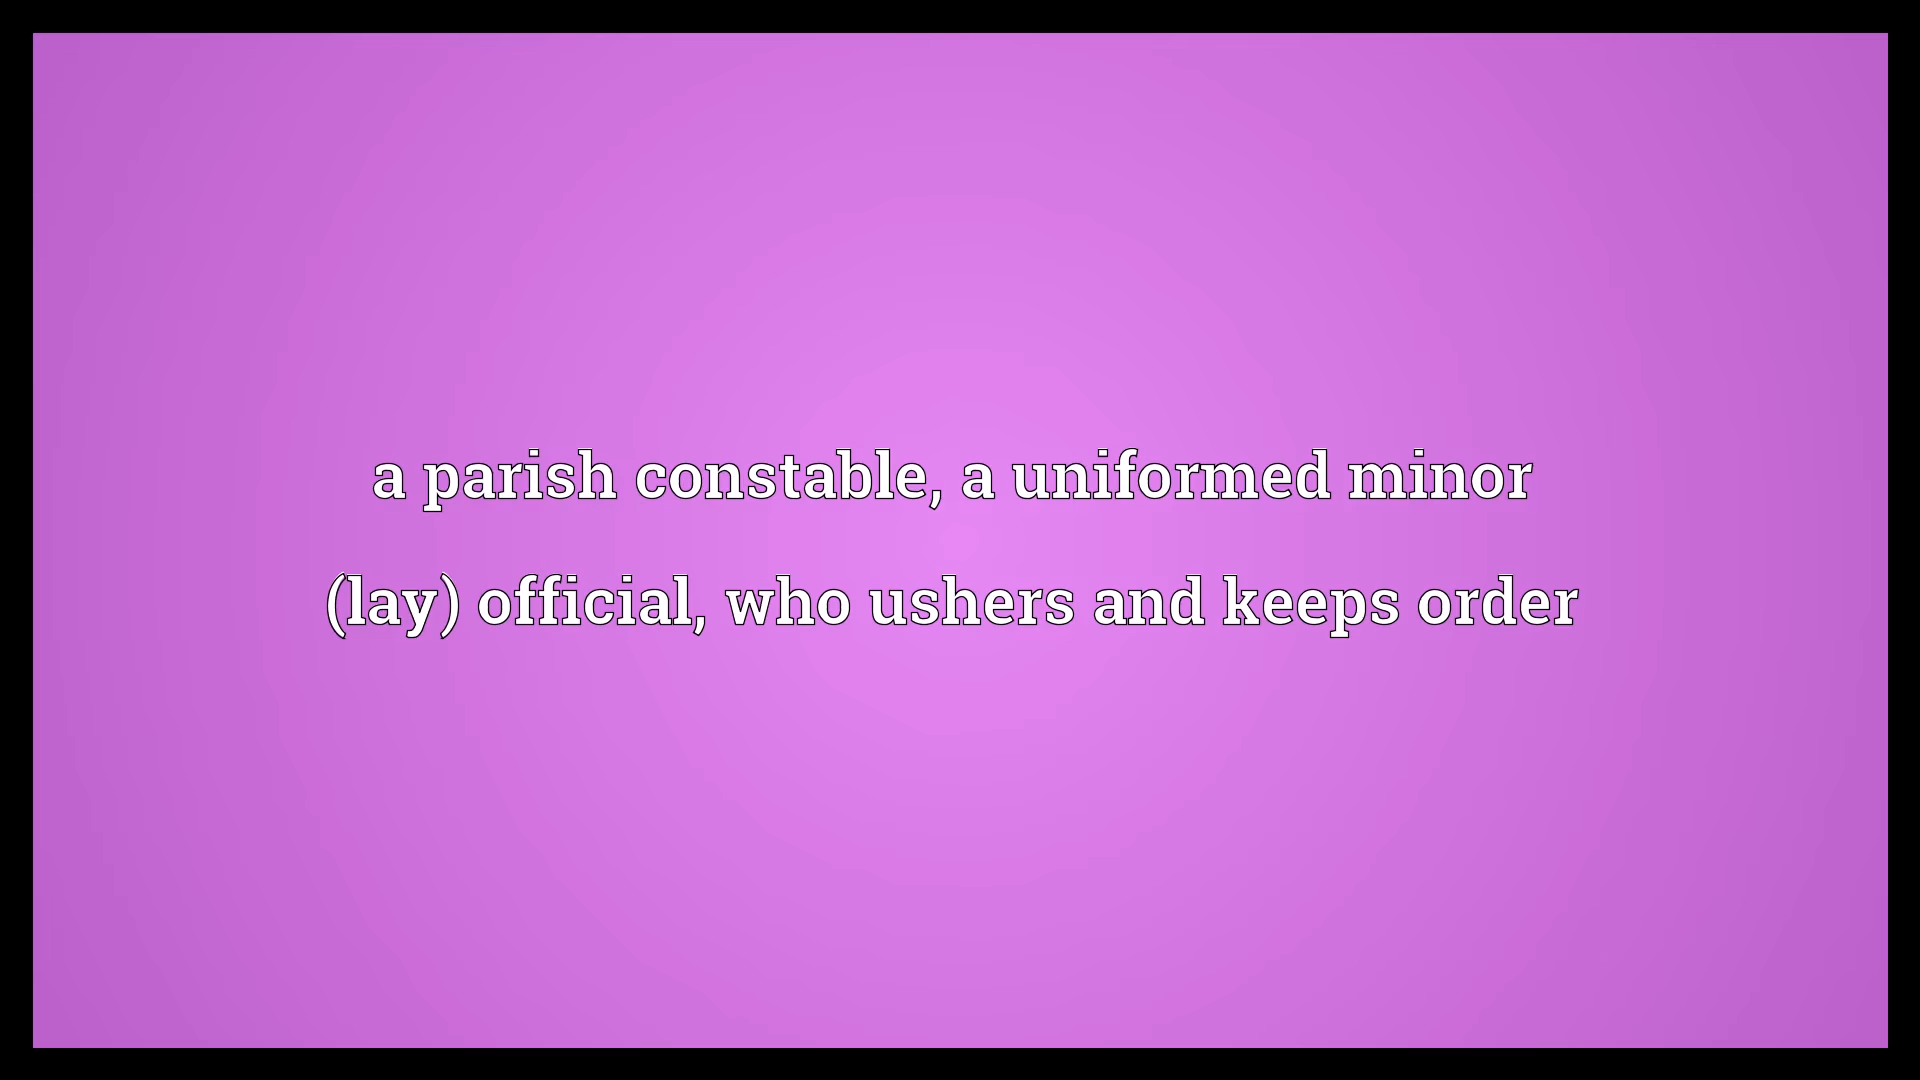 a parish constable, a uniformed minor
(lay) official, who ushers and keeps order